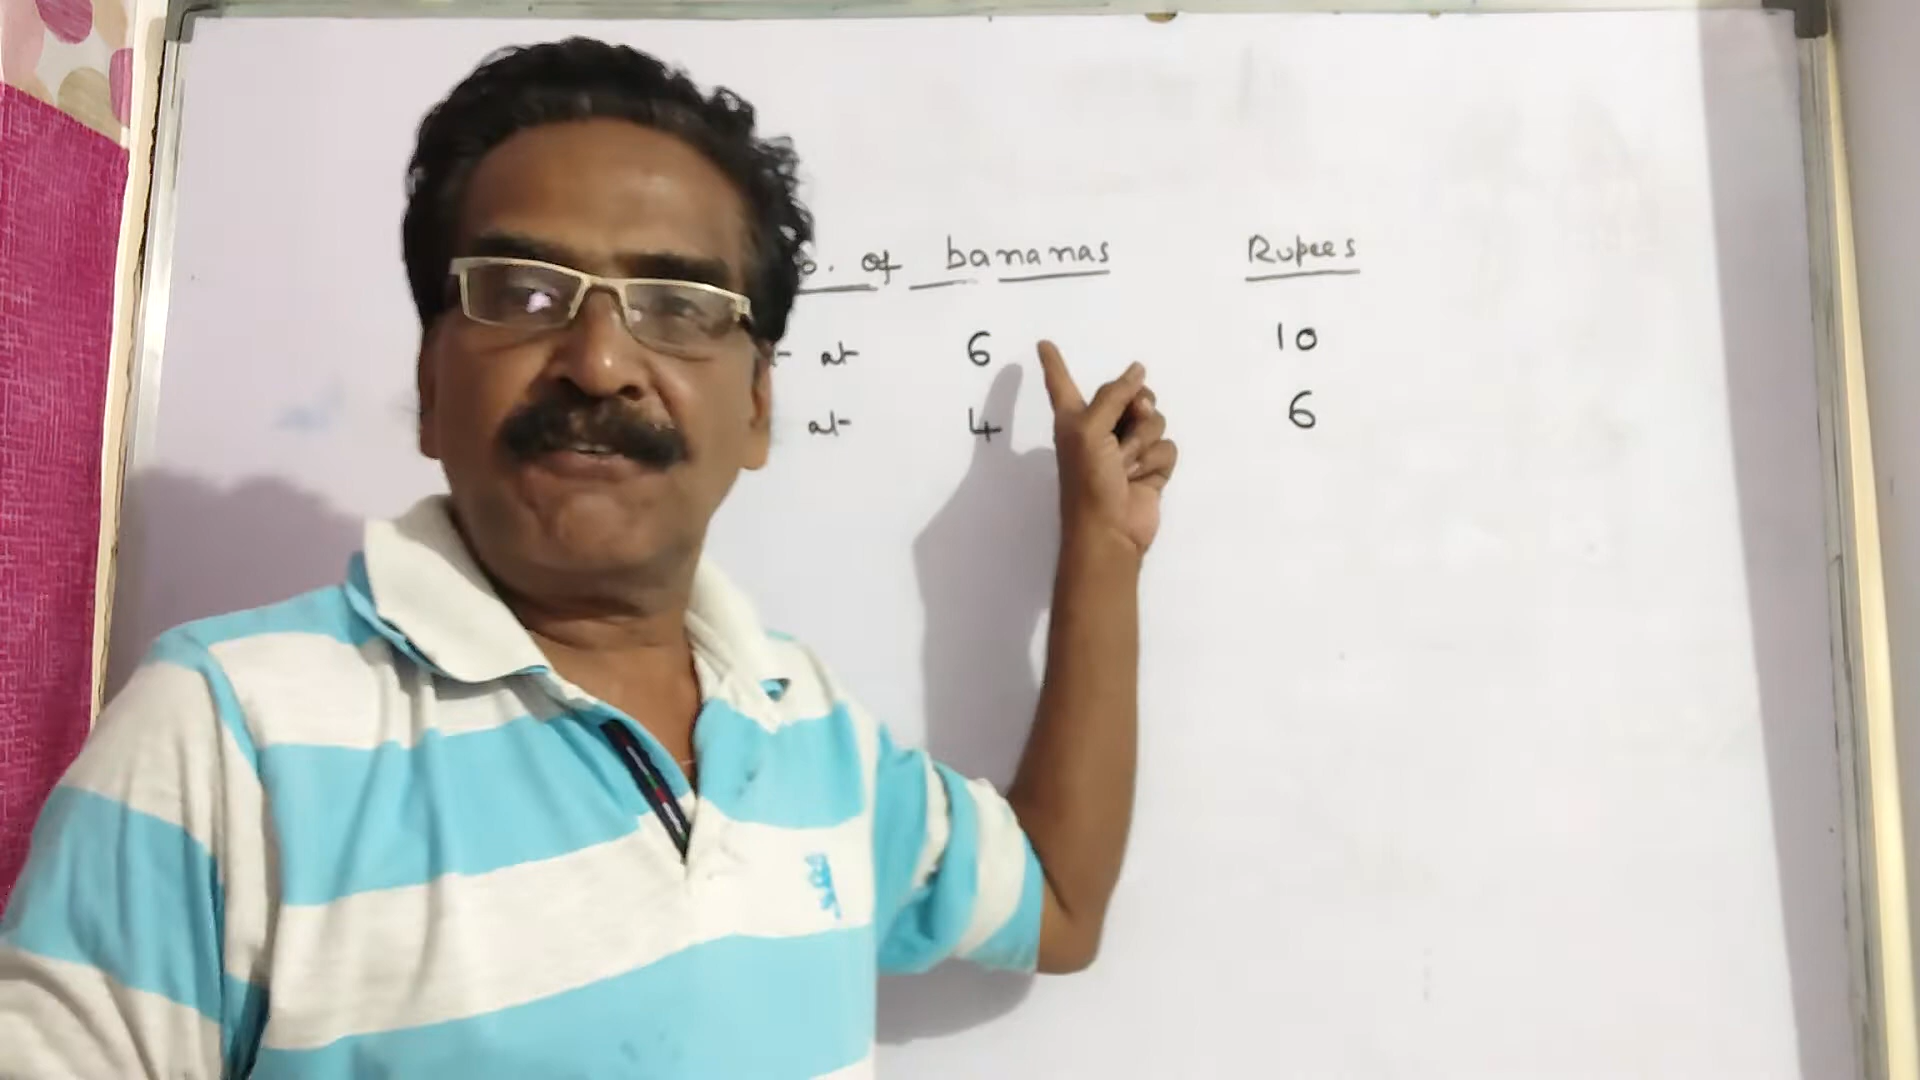 of bananas Rupees
at 6 10
at 4 6